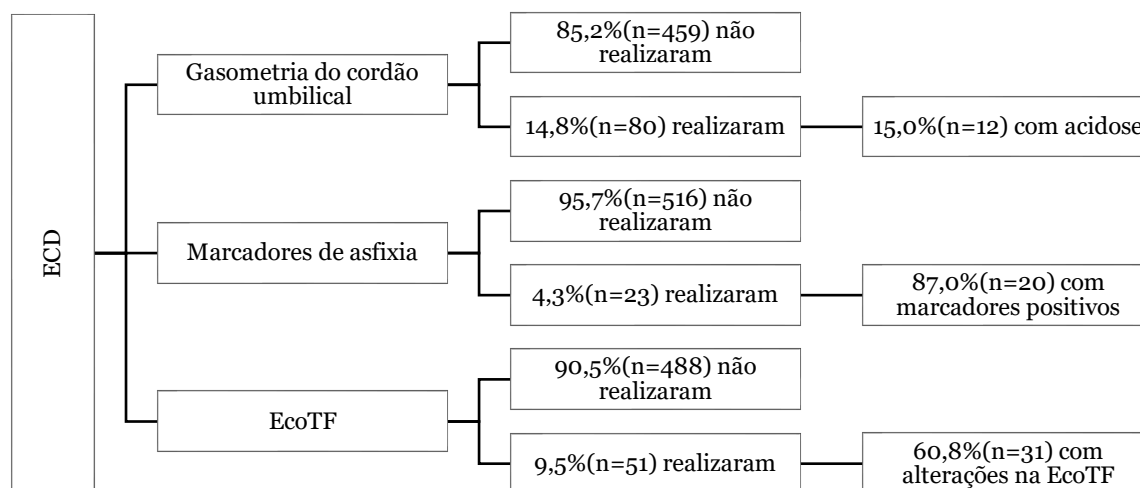 ECD
Gasometria do cordão
umbilical
85,2%(n=459) não
realizaram
14,8%(n=80) realizaram
15,0%(n=12) com acidose
Marcadores de asfixia
95,7%(n=516) não
realizaram
4,3%(n=23) realizaram
87,0%(n=20) com
marcadores positivos
EcoTF
90,5%(n=488) não
realizaram
9,5%(n=51) realizaram
60,8%(n=31) com
alterações na EcoTF